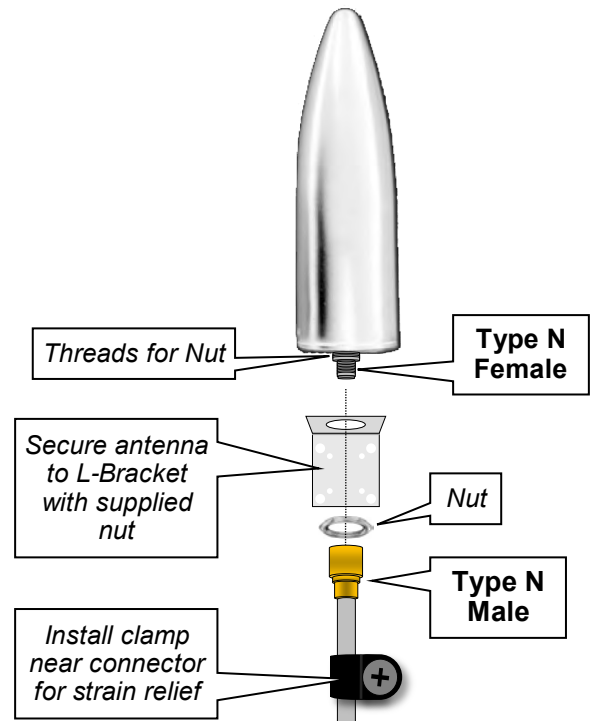 Threads for Nut
Type N
Female
Secure antenna
to L-Bracket
with supplied
nut
Nut
Type N
Male
Install clamp
near connector
for strain relief